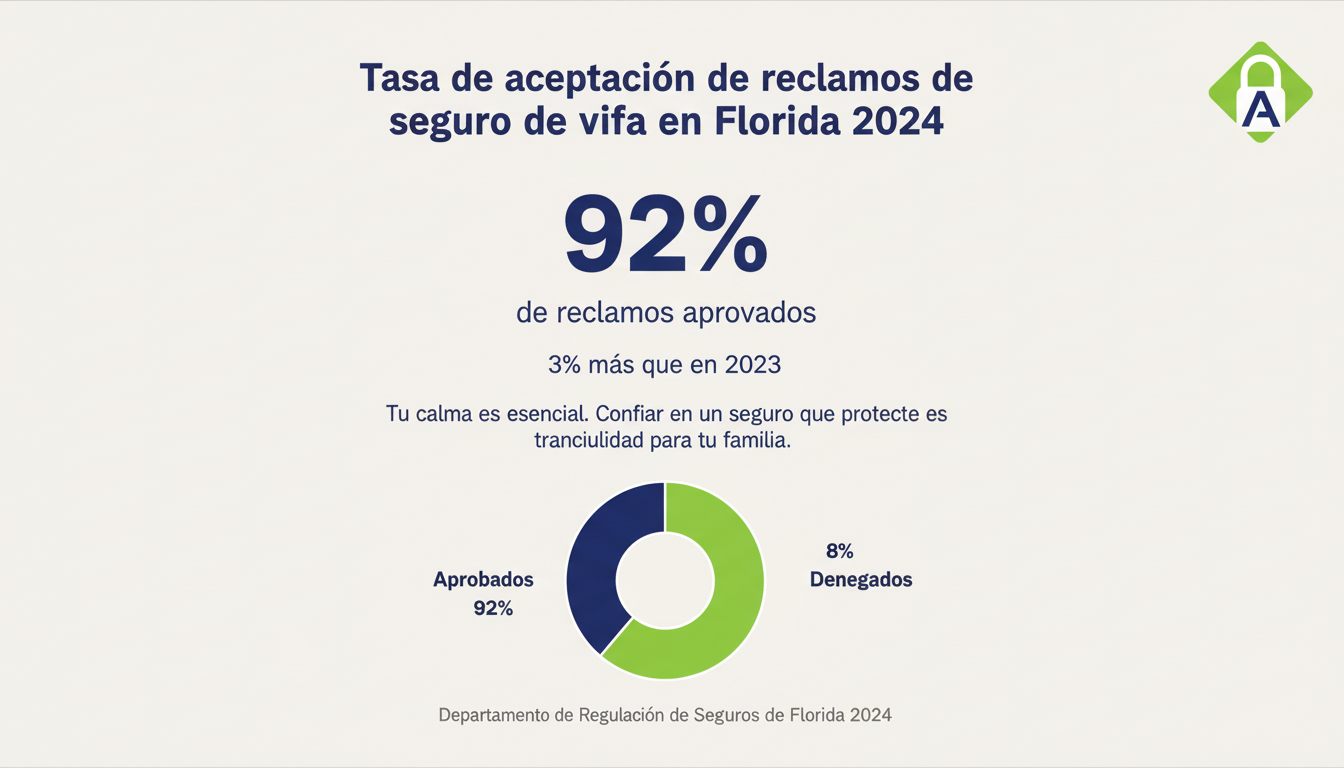 Tasa de aceptación de reclamos de
seguro de vifa en Florida 2024
A
92%
de reclamos aprovados
3% más que en 2023
Tu calma es esencial. Confiar en un seguro que protecte es
tranciulidad para tu familia.
8%
Aprobados
Denegados
92%
Departamento de Regulación de Seguros de Florida 2024